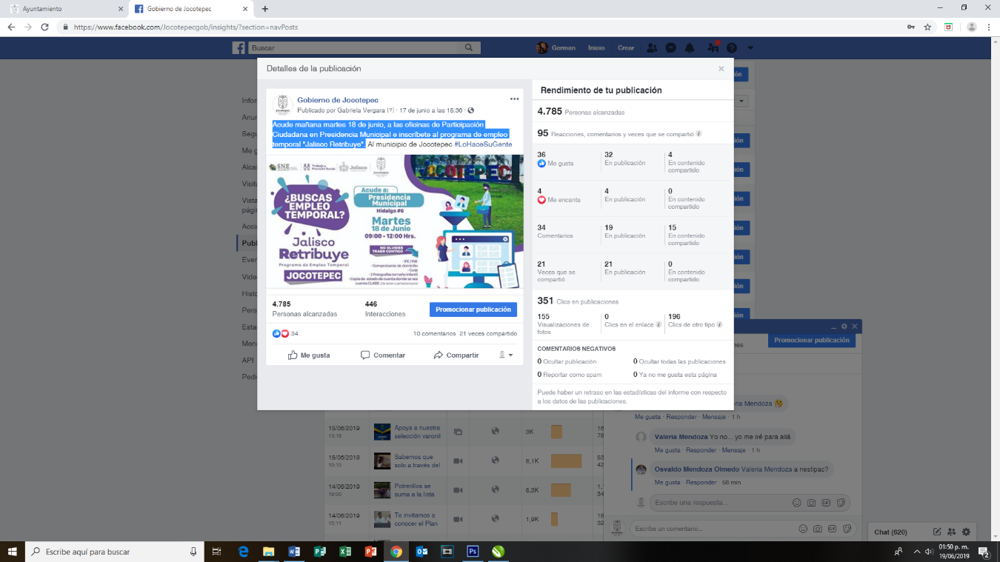 Ayuntamiento
Gobierno de Jocotepec
https://www.facebook.com/Jocotepecgob/insights/?section=navPosts
Buscar
German Inicio Crear
Detalles de la publicación
Gobierno de Jocotepec
Publicado por Gabriela Vergara [?] · 17 de junio a las 15:36 ·
Acude mañana martes 18 de junio, a las oficinas de Participación
Ciudadana en Presidencia Municipal e inscríbete al programa de empleo
temporal "Jalisco Retribuye". Al municipio de Jocotepec #LoHaceSuGente
SNE
Trabajo y
Previsión Social
Jalisco
Jocotepec
JOCOTEPEC
¿BUSCAS
EMPLEO
TEMPORAL?
Jalisco
Retribuye
Programa de Empleo Temporal
JOCOTEPEC
Acude a:
Presidencia
Municipal
Hidalgo #6
Martes
18 de Junio
09:00 - 12:00 Hrs.
NO OLVIDES
TRAER CONTIGO
- IFE/INE
- Comprobante de domicilio
- Curp
- 2 Fotografías tamaño infantil
- Copia de estado de cuenta donde se vea
cuenta CLABE. (Si tiener cuenta bancaria)
4.785
Personas alcanzadas
446
Interacciones
Promocionar publicación
34
10 comentarios 21 veces compartido
Me gusta
Comentar
Compartir
Rendimiento de tu publicación
4.785 Personas alcanzadas
95 Reacciones, comentarios y veces que se compartió
36
Me gusta
32
En publicación
4
En contenido
compartido
4
Me encanta
4
En publicación
0
En contenido
compartido
34
Comentarios
19
En publicación
15
En contenido
compartido
21
Veces que se
compartió
21
En publicación
0
En contenido
compartido
351 Clics en publicaciones
155
Visualizaciones de
fotos
0
Clics en el enlace
196
Clics de otro tipo
COMENTARIOS NEGATIVOS
0 Ocultar publicación
0 Ocultar todas las publicaciones
0 Reportar como spam
0 Ya no me gusta esta página
Puede haber un retraso en las estadísticas del informe con respecto
a los datos de las publicaciones.
Infor
Anun
Segu
Me g
Alca
Visit
Vista
págin
Acci
Publ
Even
Vide
Histo
Pers
Esta
Men
API
Pedi
15/06/2019
13:18
Apoya a nuestra
selección varonil
3K
15/06/2019
10:15
Sabemos que
solo a través del
8,1K
14/06/2019
19:00
Potrerillos se
suma a la lista
5,3K
14/06/2019
15:11
Te invitamos a
conocer el Plan
1,9K
Promocionar publicación
Valeria Mendoza
Me gusta · Responder · Mensaje · 1 h
Valeria Mendoza Yo no... yo me iré para allá
Me gusta · Responder · Mensaje · 1 h
Osvaldo Mendoza Olmedo Valeria Mendoza a nestipac?
Me gusta · Responder · 58 min
Escribe una respuesta...
Escribe un comentario...
Chat (620)
Escribe aquí para buscar
01:50 p. m.
19/06/2019
2